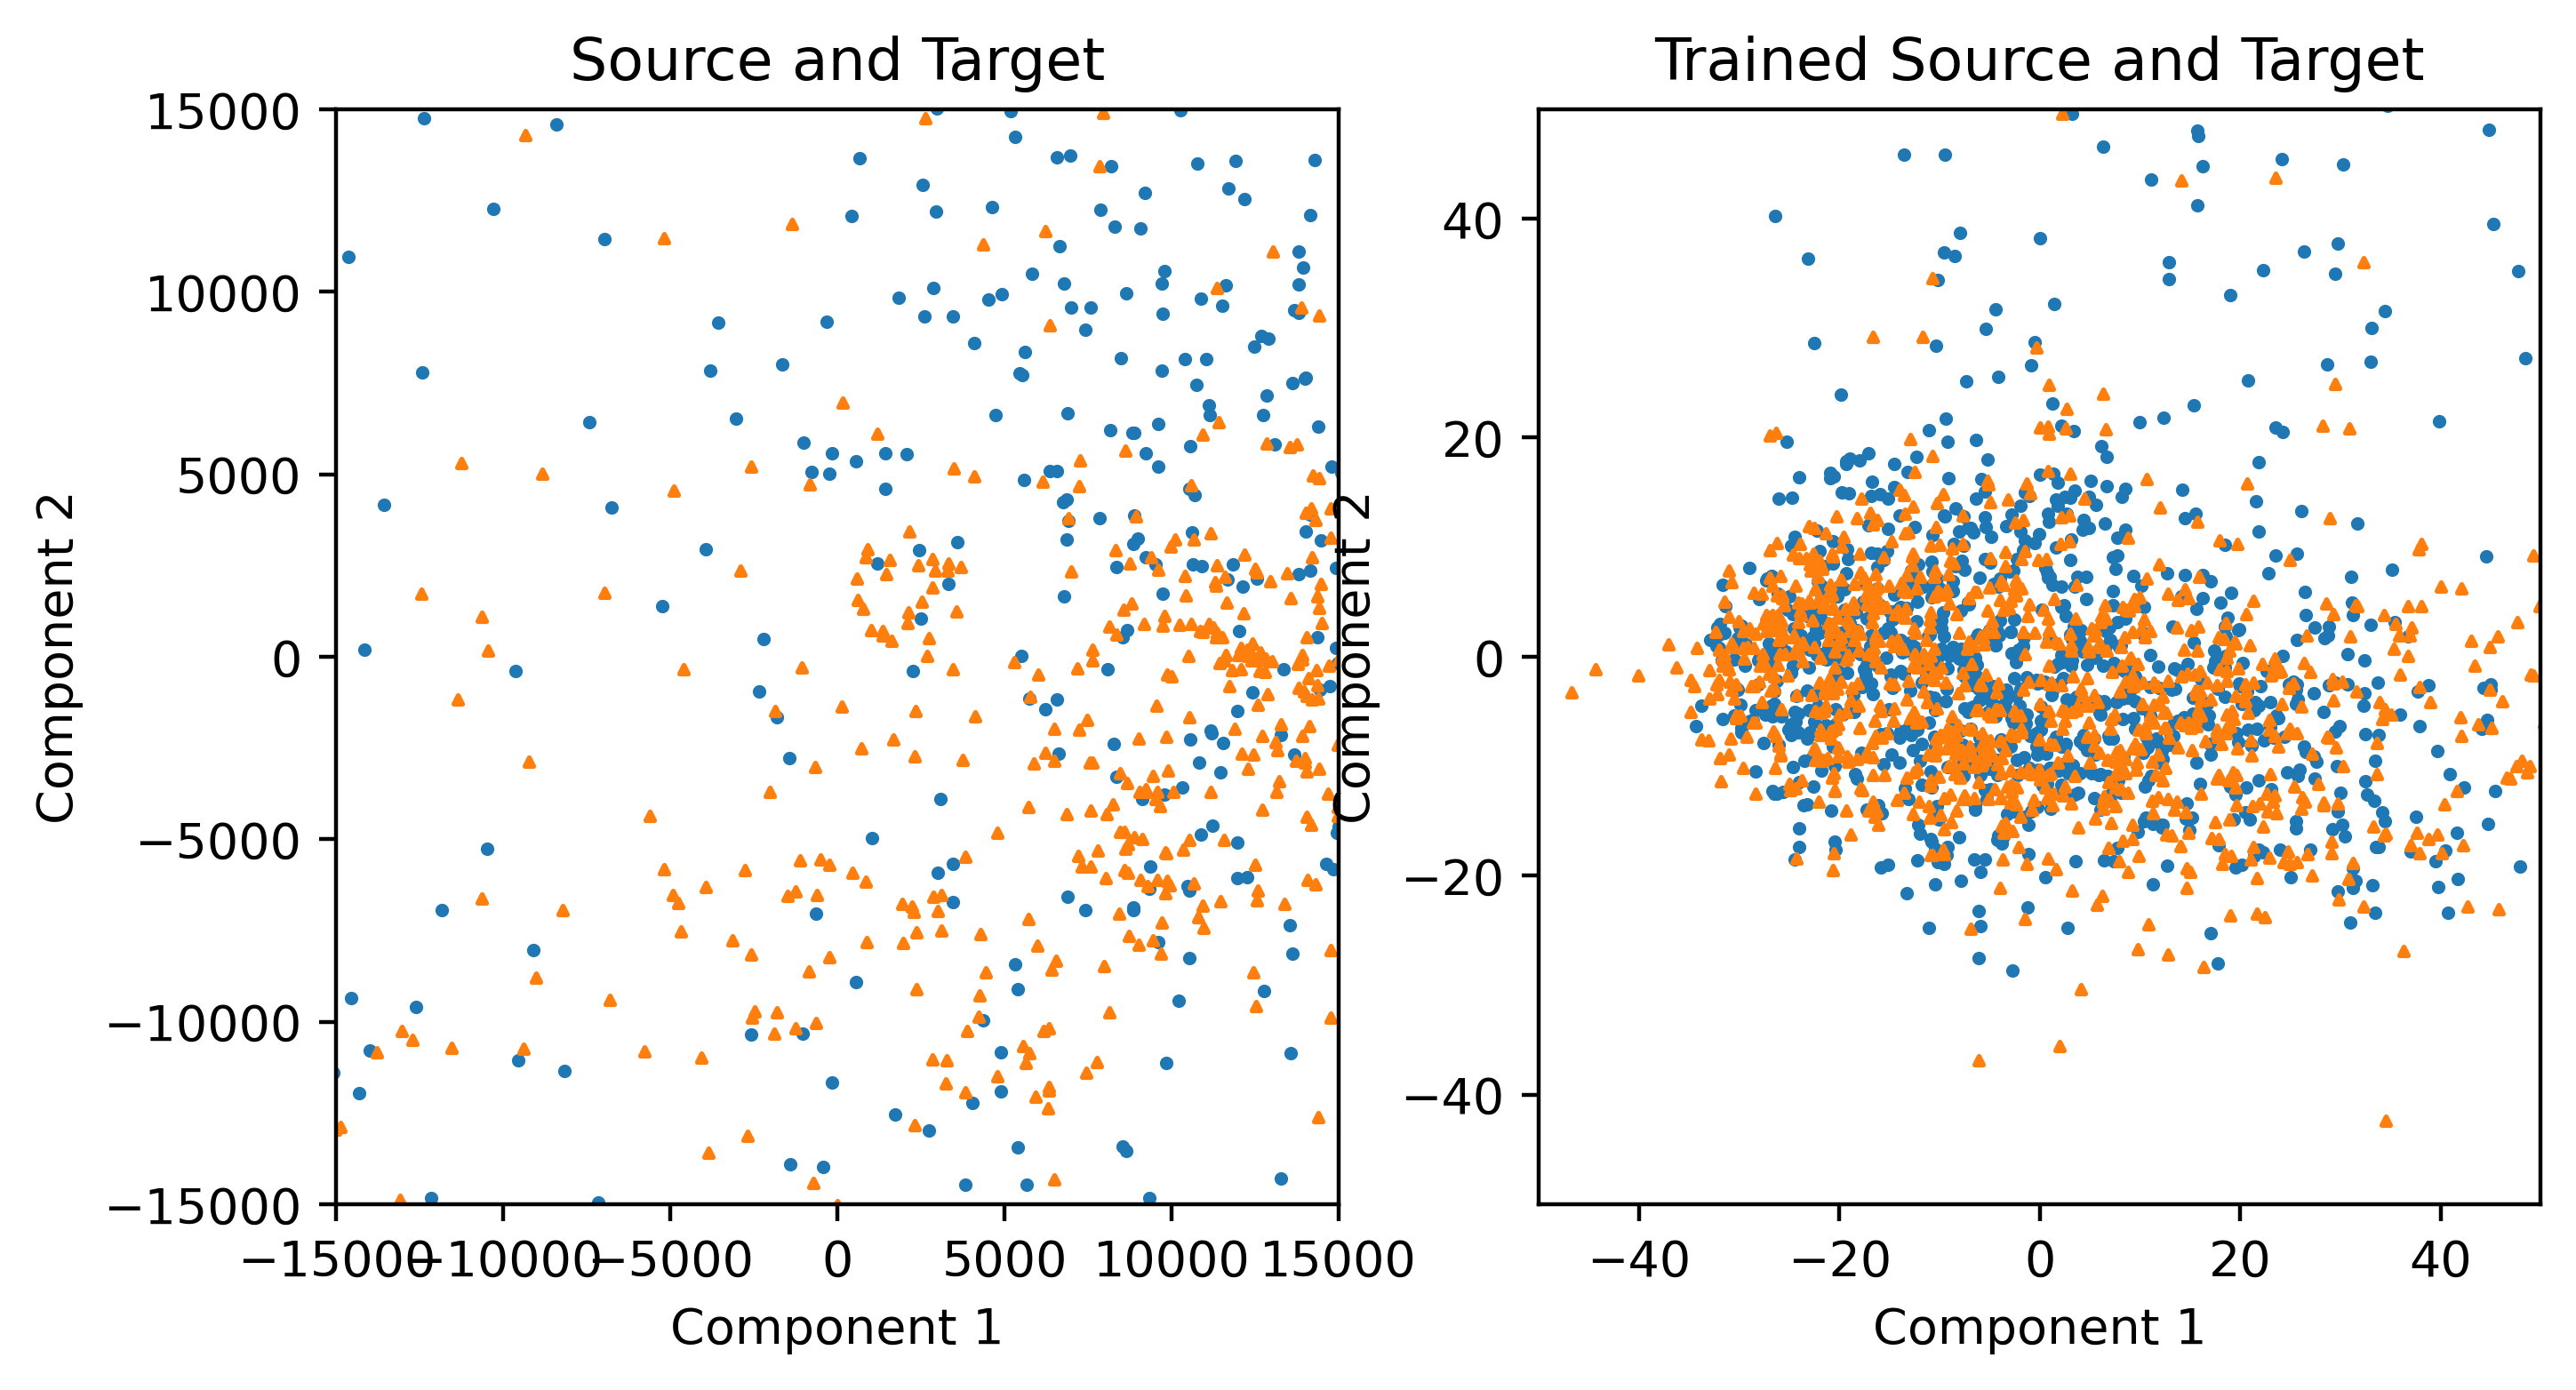 Source and Target
15000
10000
5000
0
−5000
−10000
−15000
Component 2
−15000 −10000 −5000 0 5000 10000 15000
Component 1
Trained Source and Target
40
20
0
−20
−40
Component 2
−40 −20 0 20 40
Component 1